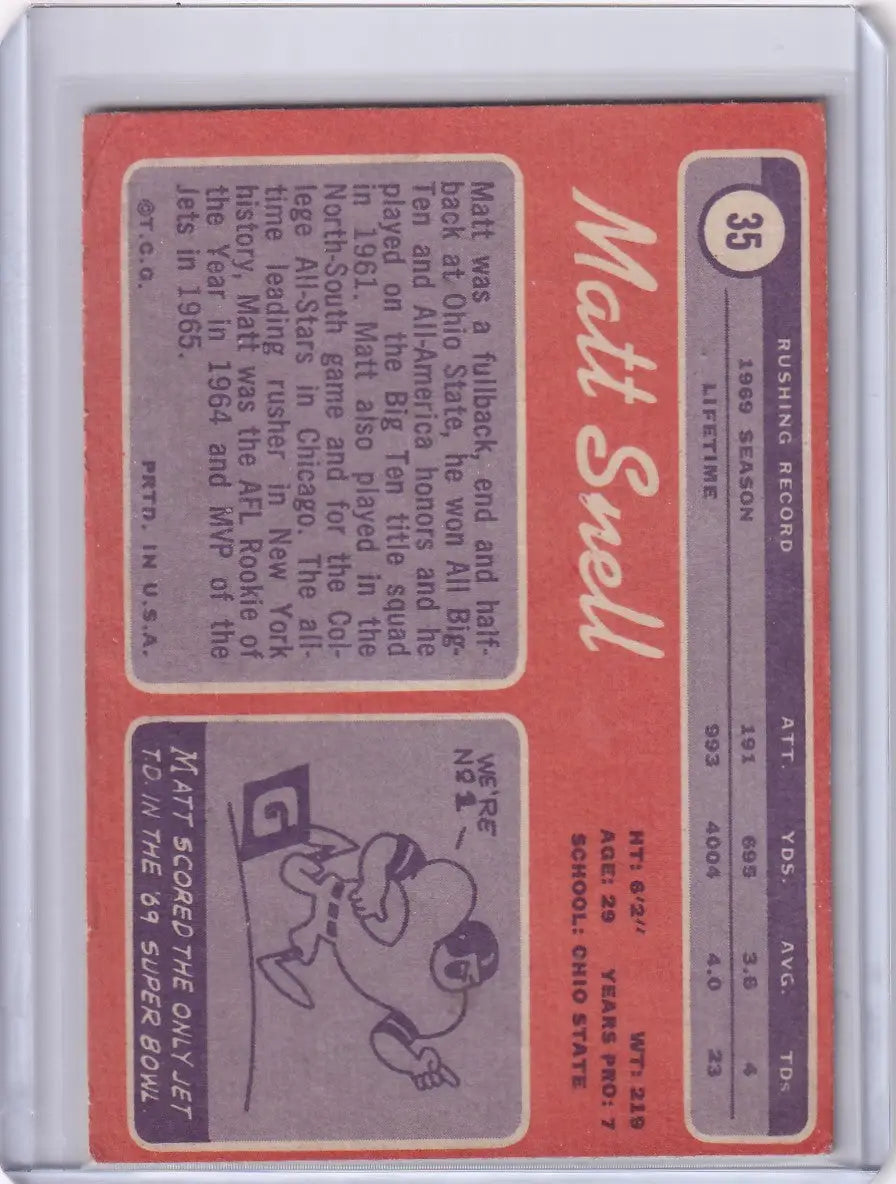 35
RUSHING RECORD ATT. YDS. AVG. TDs
1969 SEASON 191 695 3.6 4
LIFETIME 993 4004 4.0 23
Matt Snell
HT: 6'2" WT: 219
AGE: 29 YEARS PRO: 7
SCHOOL: OHIO STATE
Matt was a fullback, end and half-
back at Ohio State, he won All Big-
Ten and All-America honors and he
played on the Big Ten title squad
in 1961. Matt also played in the
North-South game and for the Col-
lege All-Stars in Chicago. The all-
time leading rusher in New York
history, Matt was the AFL Rookie of
the Year in 1964 and MVP of the
Jets in 1965.
©T.C.G. PRTD. IN U.S.A.
WE'RE
NO 1
G
MATT SCORED THE ONLY JET
T.D. IN THE '69 SUPER BOWL.